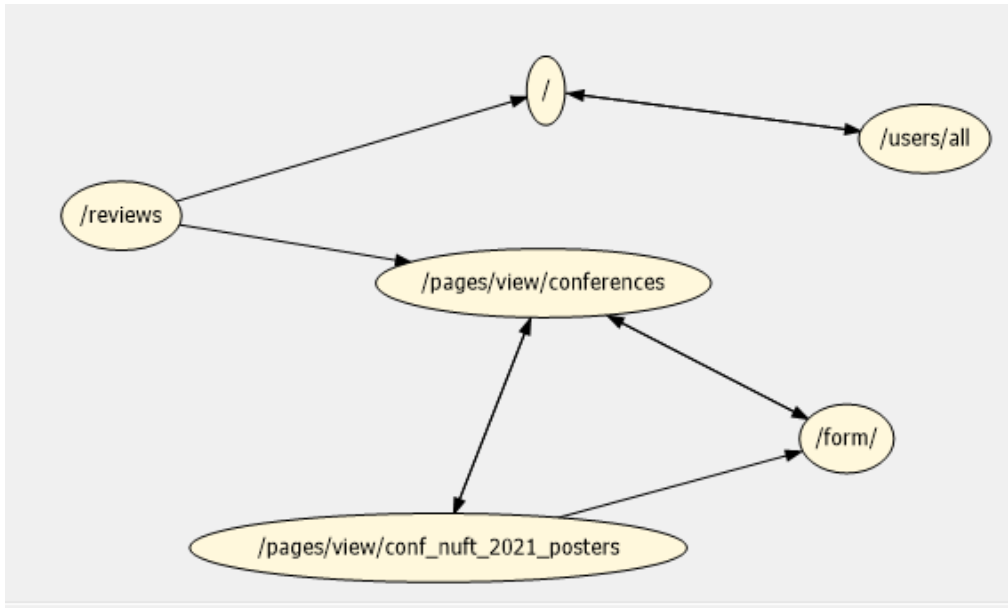 /
/users/all
/reviews
/pages/view/conferences
/form/
/pages/view/conf_nuft_2021_posters